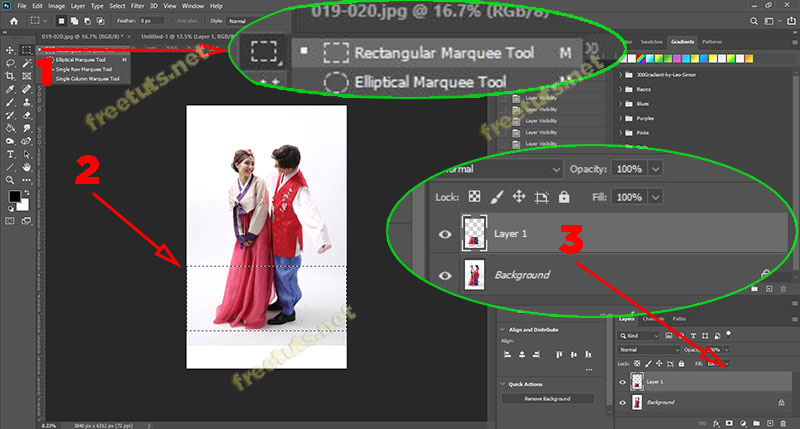 File Edit Image Layer Type Select Filter 3D View Window Help
Feather: 0 px
Anti-alias
Style: Normal
019-020.jpg @ 16.7% (RGB/8) *
Untitled-1 @ 12,5% (Layer 1, RGB/8)
019-020.jpg @ 16.7% (RGB/8)
Rectangular Marquee Tool M
Elliptical Marquee Tool M
Elliptical Marquee Tool M
Single Row Marquee Tool
Single Column Marquee Tool
1
2
3
freetuts.net
freetuts.net
freetuts.net
Gradients
Patterns
300Gradient-by-Leo-Simon
Basics
Blues
Purples
Pinks
Reds
Layer Visibility
Layer Visibility
Layer Visibility
Layer Visibility
Layer Visibility
Normal
Opacity: 100%
Lock:
Fill: 100%
Layer 1
Background
Layers Channels Paths
Kind
Normal
Opacity: 100%
Lock:
Fill: 100%
Layer 1
Background
Align and Distribute
Align:
Quick Actions
Remove Background
8.33%
3840 px x 6312 px (72 ppi)